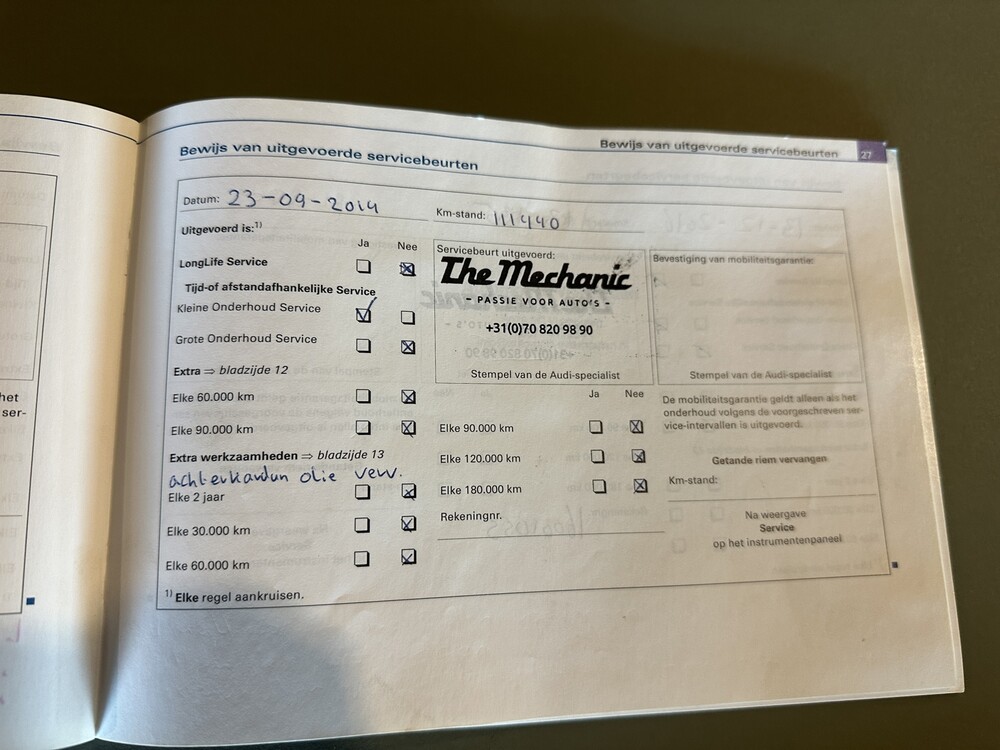 Bewijs van uitgevoerde servicebeurten
Bewijs van uitgevoerde servicebeurten 27
Datum: 23-09-2014
Km-stand: 111440
Uitgevoerd is:1)
Ja Nee
LongLife Service
Tijd-of afstandafhankelijke Service
Kleine Onderhoud Service
Grote Onderhoud Service
Extra ⇒ bladzijde 12
Elke 60.000 km
Elke 90.000 km
Extra werkzaamheden ⇒ bladzijde 13
achterkardan olie verv.
Elke 2 jaar
Elke 30.000 km
Elke 60.000 km
1) Elke regel aankruisen.
Servicebeurt uitgevoerd:
The Mechanic
- PASSIE VOOR AUTO'S -
+31(0)70 820 98 90
Stempel van de Audi-specialist
Ja Nee
Elke 90.000 km
Elke 120.000 km
Elke 180.000 km
Rekeningnr.
Bevestiging van mobiliteitsgarantie:
Stempel van de Audi-specialist
De mobiliteitsgarantie geldt alleen als het
onderhoud volgens de voorgeschreven ser-
vice-intervallen is uitgevoerd.
Getande riem vervangen
Km-stand:
Na weergave
Service
op het instrumentenpaneel
het
ser-